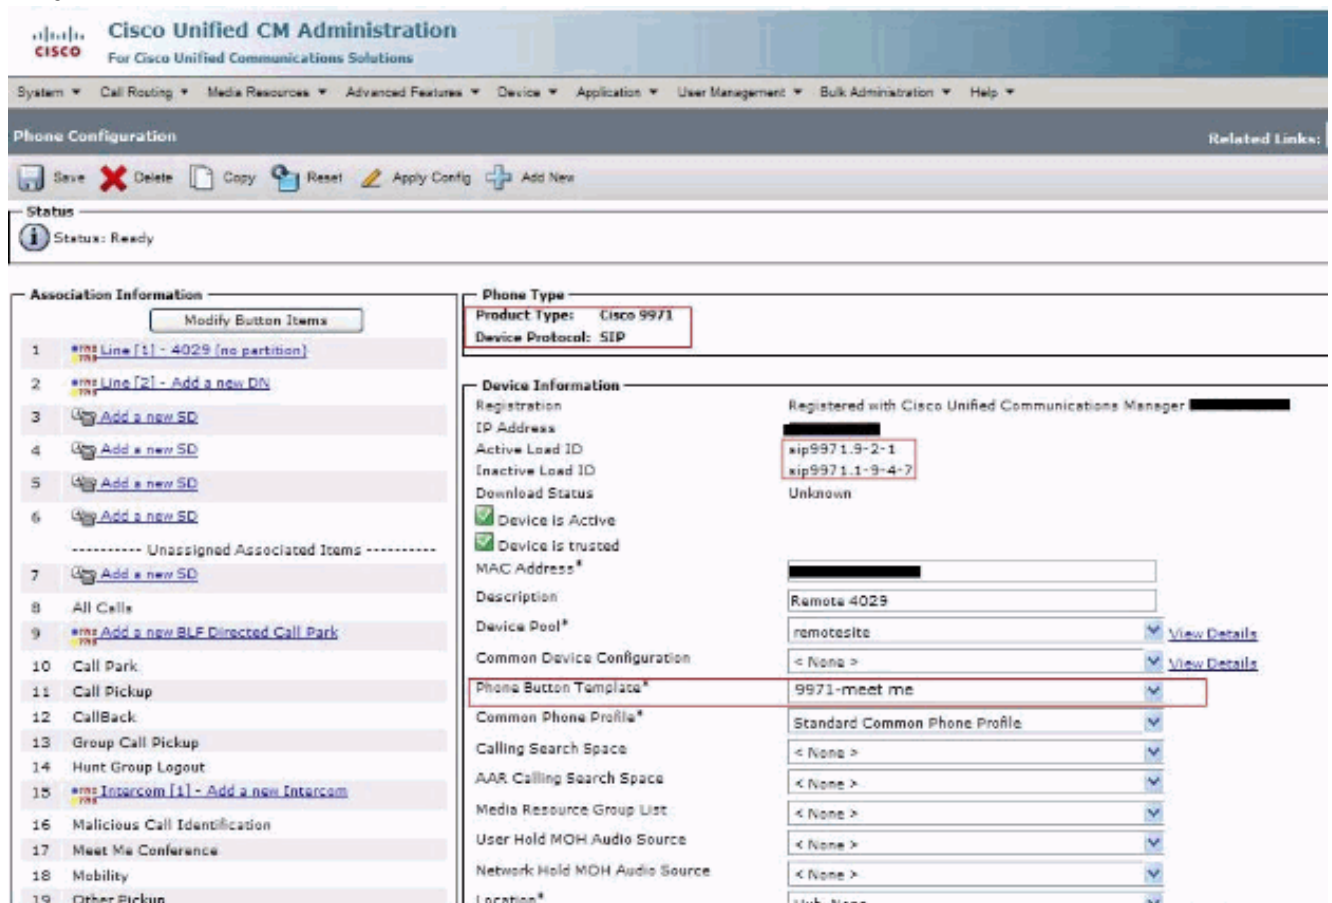 CISCO
Cisco Unified CM Administration
For Cisco Unified Communications Solutions
System Call Routing Media Resources Advanced Features Device Application User Management Bulk Administration Help
Phone Configuration
Related Links:
Save Delete Copy Reset Apply Config Add New
Status
Status: Ready
Association Information
Modify Button Items
1 Line [1] - 4029 (no partition)
2 Line [2] - Add a new DN
3 Add a new SD
4 Add a new SD
5 Add a new SD
6 Add a new SD
---------- Unassigned Associated Items ----------
7 Add a new SD
8 All Calls
9 Add a new BLF Directed Call Park
10 Call Park
11 Call Pickup
12 CallBack
13 Group Call Pickup
14 Hunt Group Logout
15 Intercom [1] - Add a new Intercom
16 Malicious Call Identification
17 Meet Me Conference
18 Mobility
19 Other Pickup
Phone Type
Product Type: Cisco 9971
Device Protocol: SIP
Device Information
Registration Registered with Cisco Unified Communications Manager
IP Address
Active Load ID sip9971.9-2-1
Inactive Load ID sip9971.1-9-4-7
Download Status Unknown
Device is Active
Device is trusted
MAC Address*
Description Remote 4029
Device Pool* remotesite View Details
Common Device Configuration < None > View Details
Phone Button Template* 9971-meet me
Common Phone Profile* Standard Common Phone Profile
Calling Search Space < None >
AAR Calling Search Space < None >
Media Resource Group List < None >
User Hold MOH Audio Source < None >
Network Hold MOH Audio Source < None >
Location*